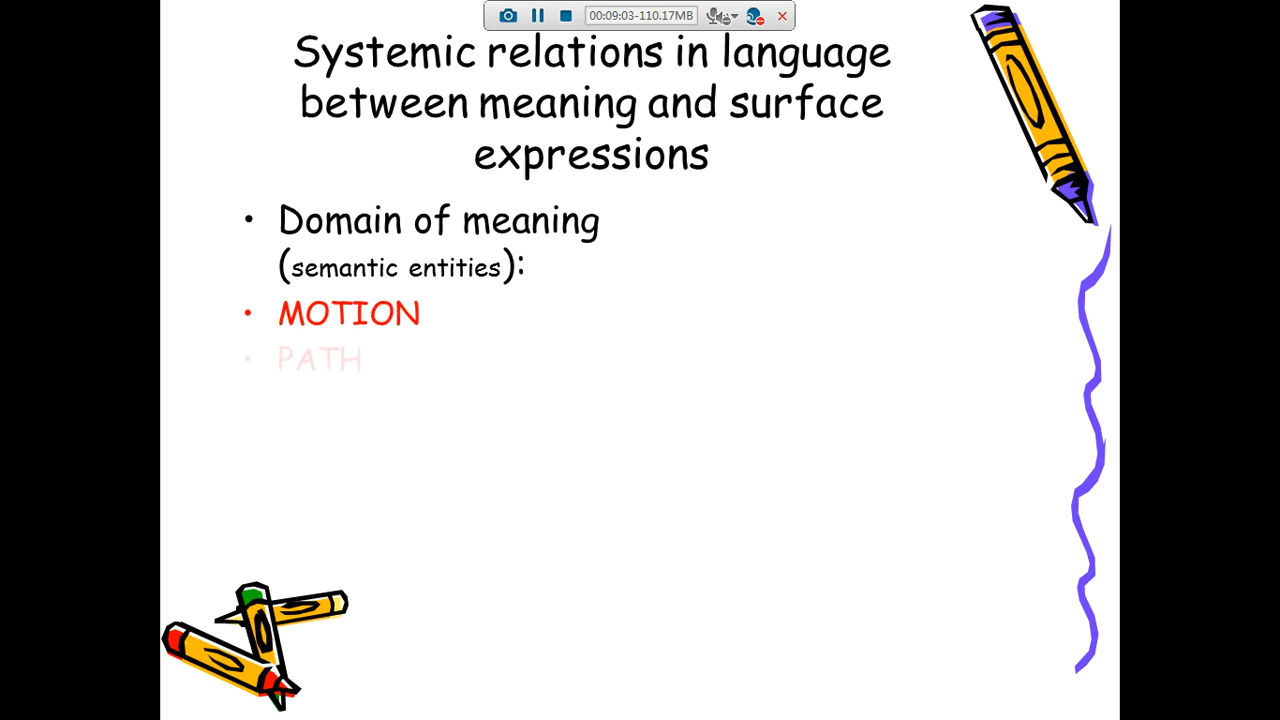 00:09:03-110.17MB
Systemic relations in language
between meaning and surface
expressions
• Domain of meaning
(semantic entities):
• MOTION
• PATH